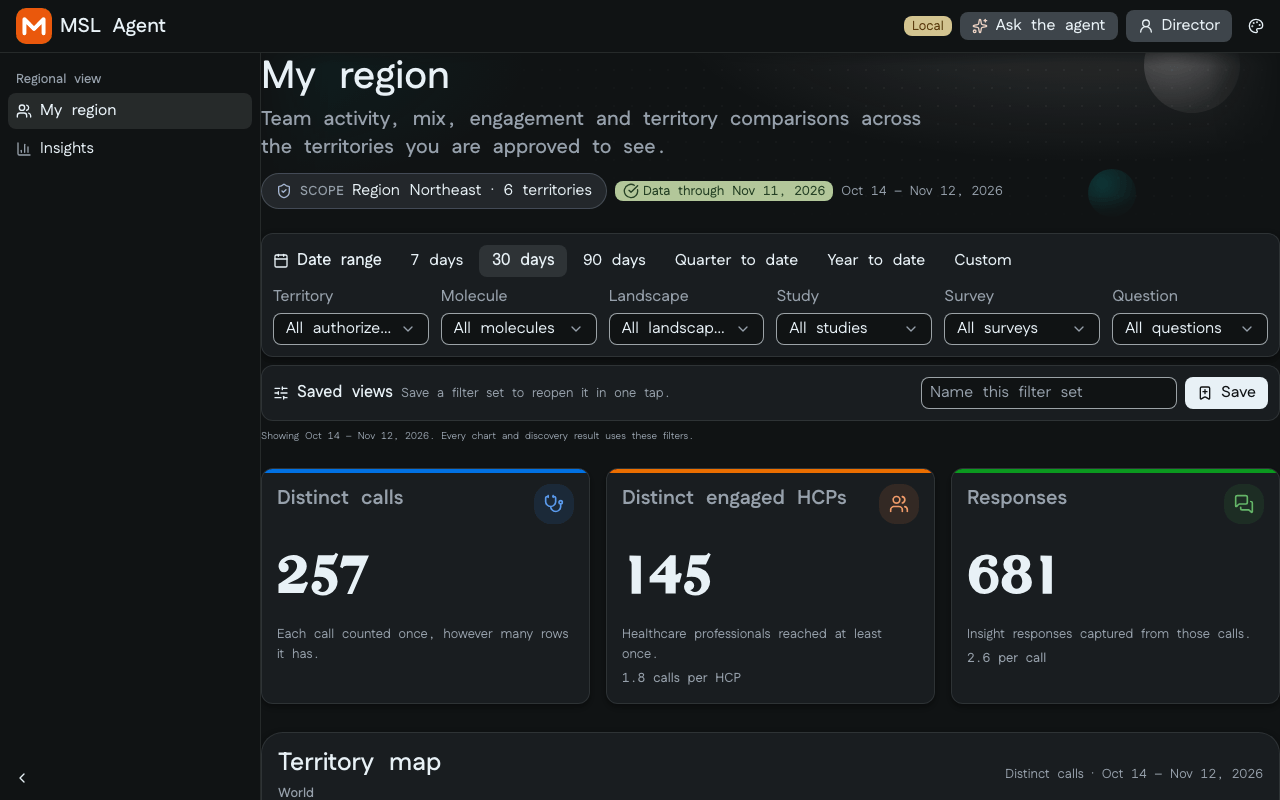 MSL Agent
Local
Ask the agent
Director
Regional view
My region
Insights
My region
Team activity, mix, engagement and territory comparisons across
the territories you are approved to see.
SCOPE Region Northeast · 6 territories
Data through Nov 11, 2026
Oct 14 – Nov 12, 2026
Date range
7 days
30 days
90 days
Quarter to date
Year to date
Custom
Territory
Molecule
Landscape
Study
Survey
Question
All authorize...
All molecules
All landscap...
All studies
All surveys
All questions
Saved views Save a filter set to reopen it in one tap.
Name this filter set
Save
Showing Oct 14 – Nov 12, 2026. Every chart and discovery result uses these filters.
Distinct calls
257
Each call counted once, however many rows
it has.
Distinct engaged HCPs
145
Healthcare professionals reached at least
once.
1.8 calls per HCP
Responses
681
Insight responses captured from those calls.
2.6 per call
Territory map
World
Distinct calls · Oct 14 – Nov 12, 2026